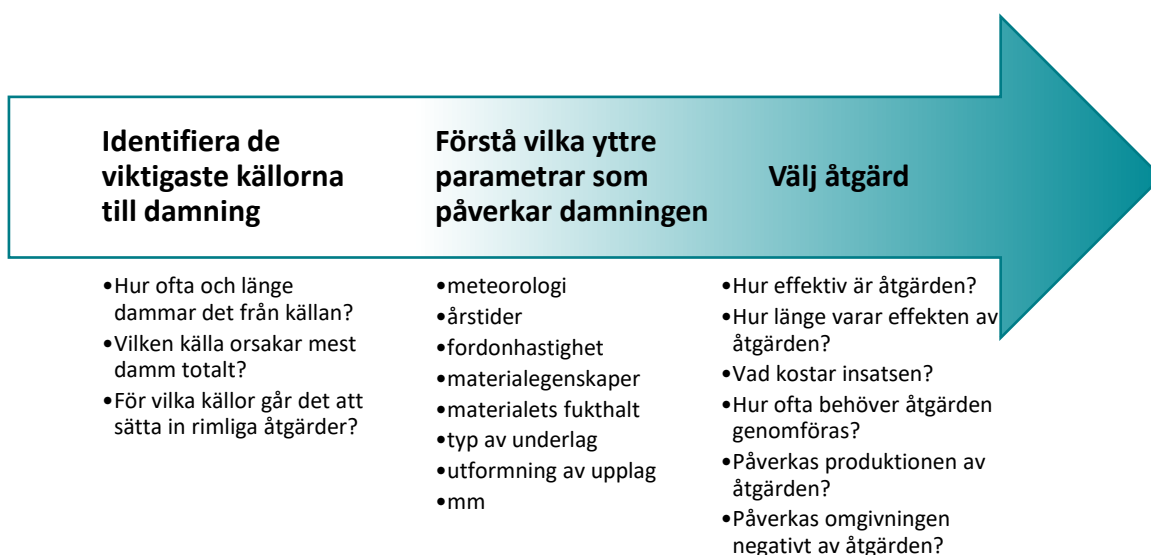 Identifiera de
viktigaste källorna
till damning
•Hur ofta och länge
dammar det från källan?
•Vilken källa orsakar mest
damm totalt?
•För vilka källor går det att
sätta in rimliga åtgärder?
Förstå vilka yttre
parametrar som
påverkar damningen
•meteorologi
•årstider
•fordonhastighet
•materialegenskaper
•materialets fukthalt
•typ av underlag
•utformning av upplag
•mm
Välj åtgärd
•Hur effektiv är åtgärden?
•Hur länge varar effekten av
åtgärden?
•Vad kostar insatsen?
•Hur ofta behöver åtgärden
genomföras?
•Påverkas produktionen av
åtgärden?
•Påverkas omgivningen
negativt av åtgärden?